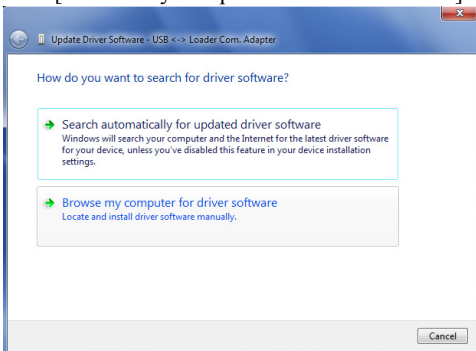 Update Driver Software - USB <-> Loader Com. Adapter
How do you want to search for driver software?
Search automatically for updated driver software
Windows will search your computer and the Internet for the latest driver software
for your device, unless you've disabled this feature in your device installation
settings.
Browse my computer for driver software
Locate and install driver software manually.
Cancel